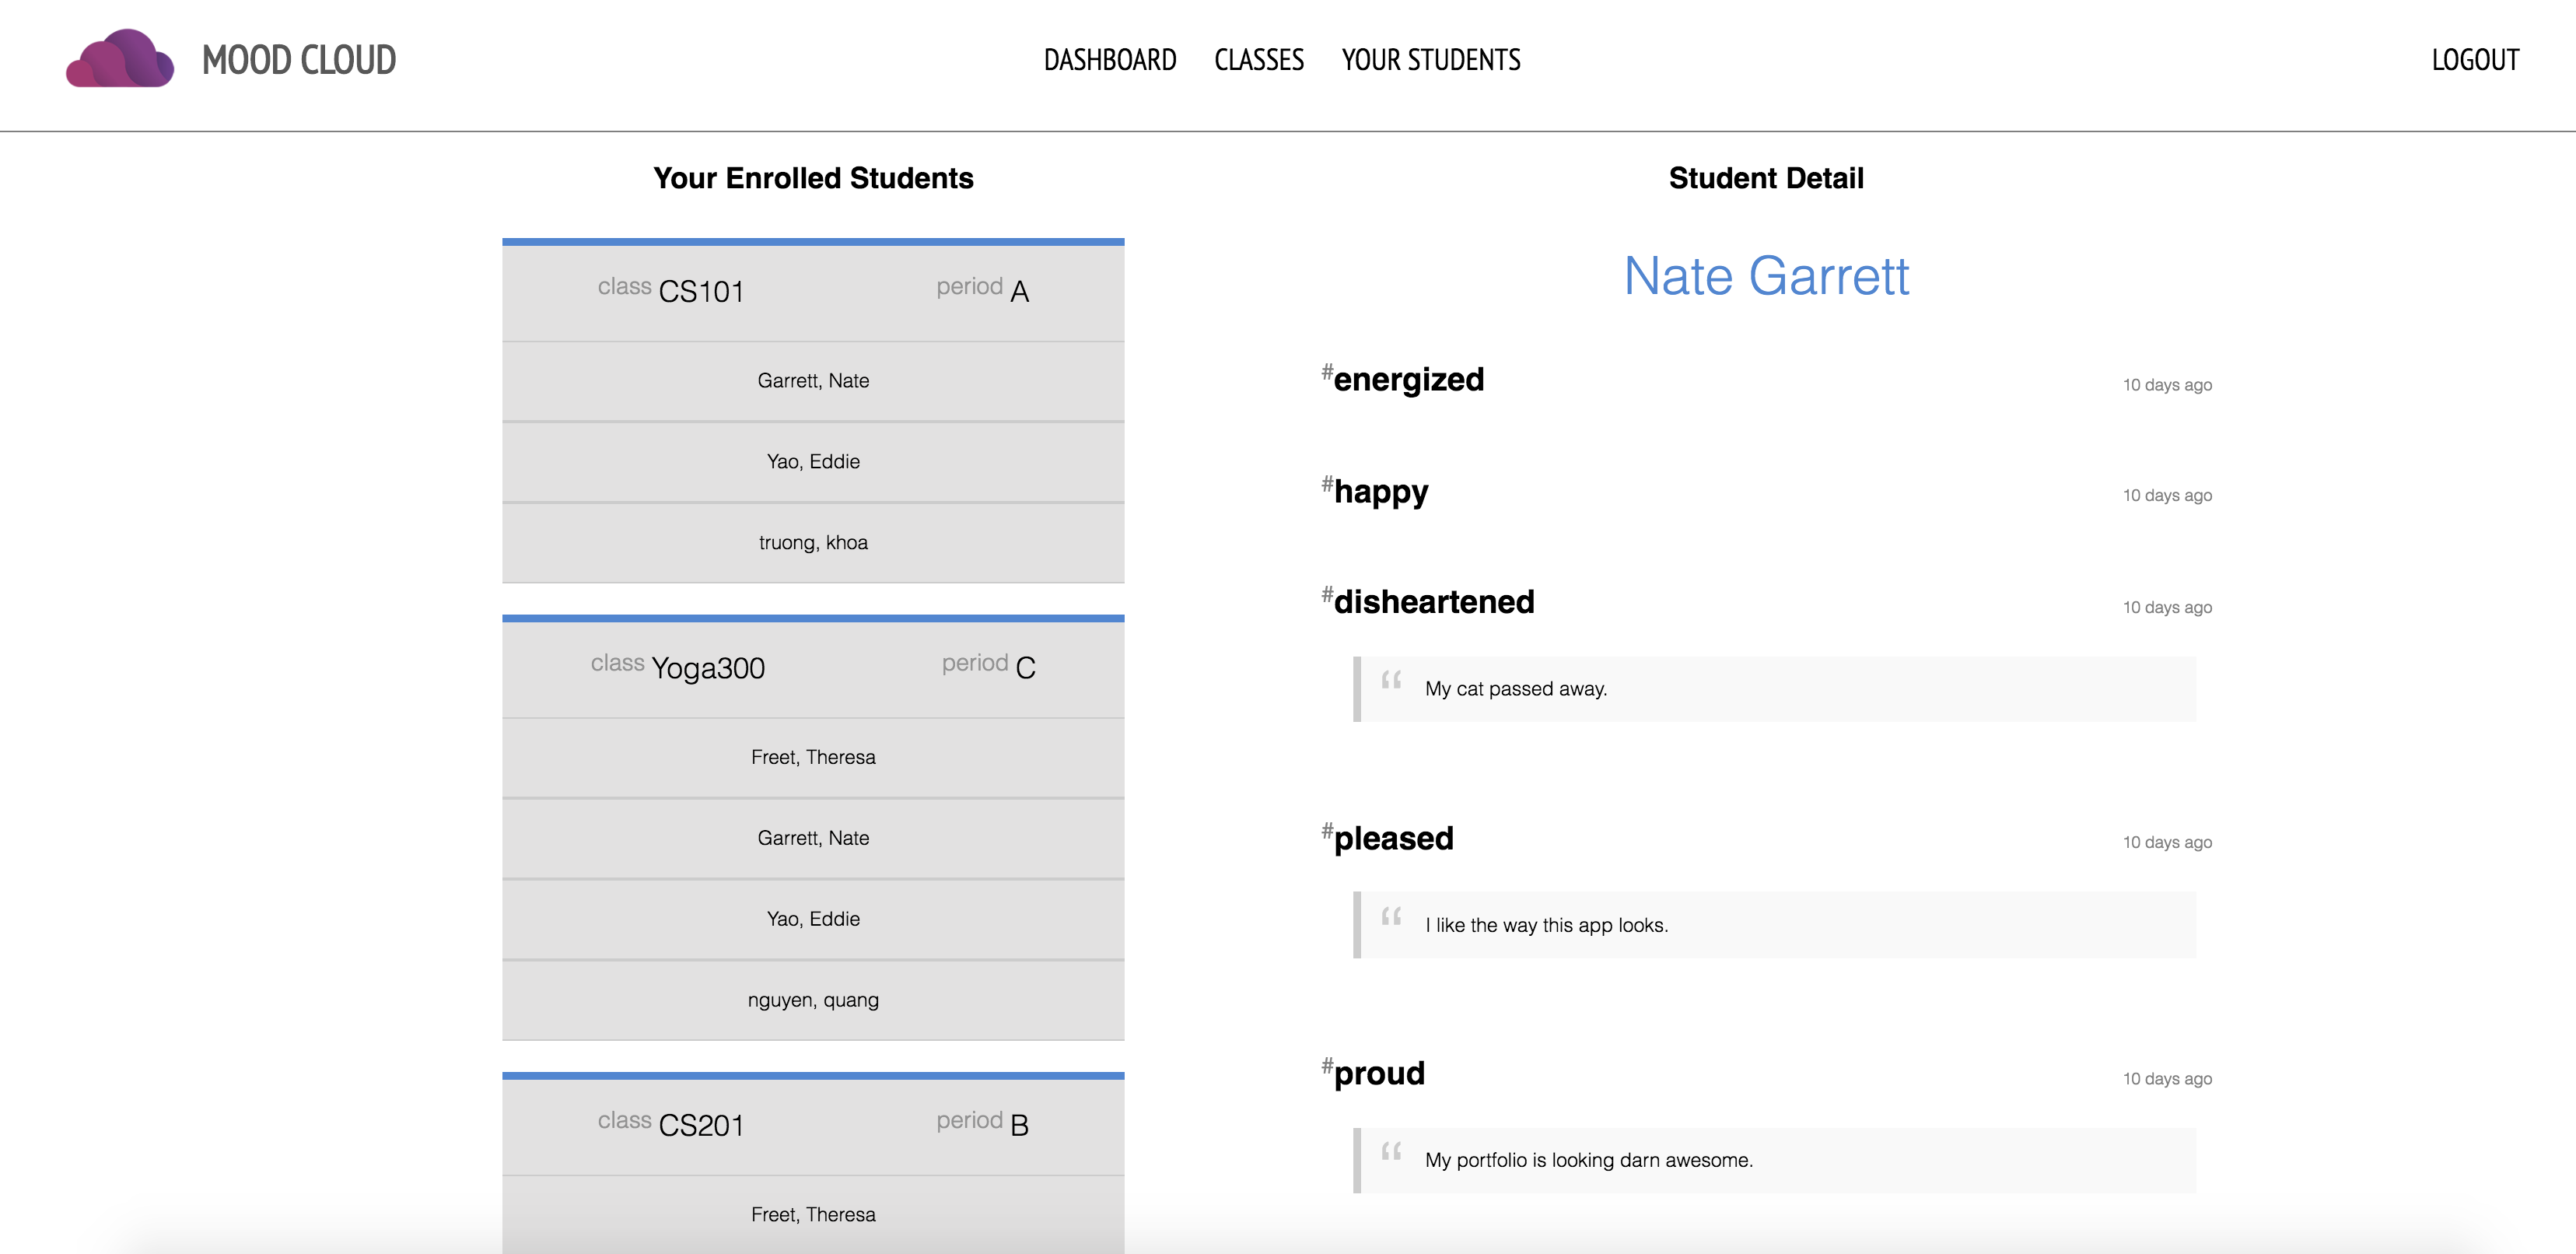 MOOD CLOUD
DASHBOARD CLASSES YOUR STUDENTS
LOGOUT
Your Enrolled Students
class CS101 period A
Garrett, Nate
Yao, Eddie
truong, khoa
class Yoga300 period C
Freet, Theresa
Garrett, Nate
Yao, Eddie
nguyen, quang
class CS201 period B
Freet, Theresa
Student Detail
Nate Garrett
#energized 10 days ago
#happy 10 days ago
#disheartened 10 days ago
“ My cat passed away.
#pleased 10 days ago
“ I like the way this app looks.
#proud 10 days ago
“ My portfolio is looking darn awesome.